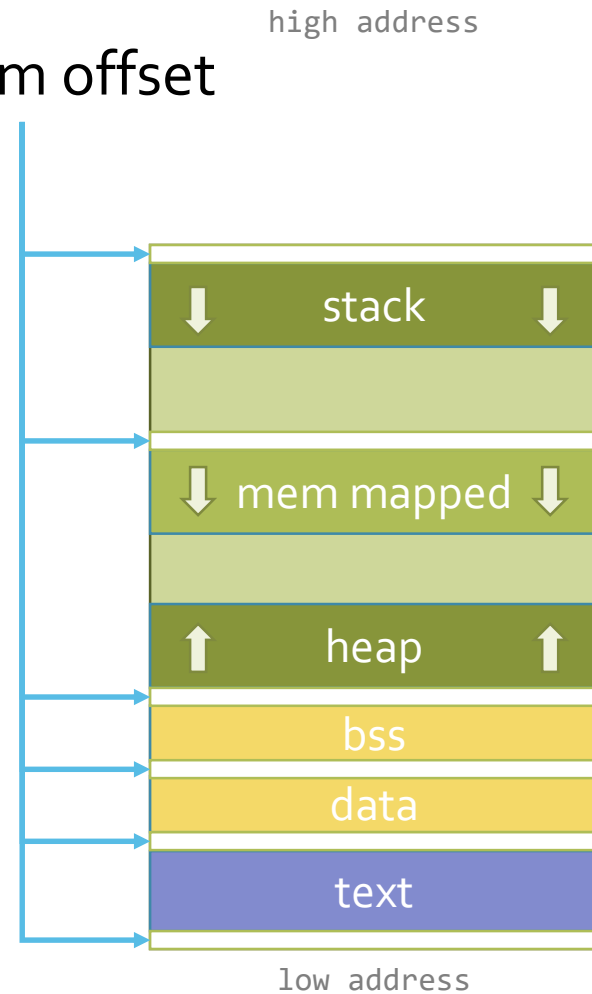 high address
m offset
stack
mem mapped
heap
bss
data
text
low address